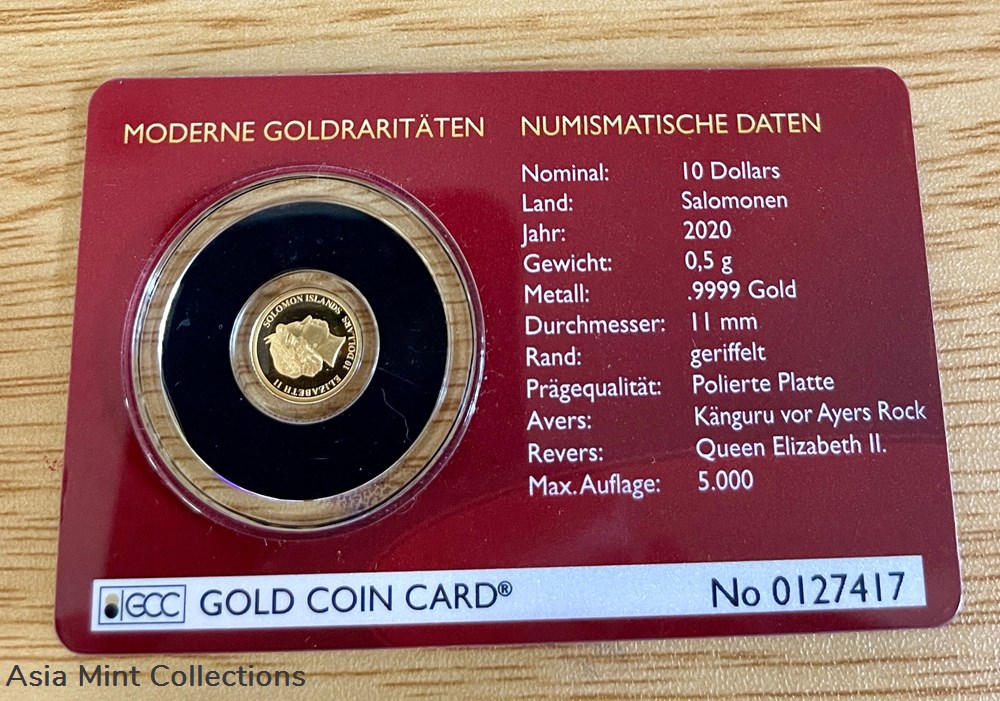 MODERNE GOLDRARITÄTEN
SOLOMON ISLANDS
10 DOLLARS
ELIZABETH II
NUMISMATISCHE DATEN
Nominal: 10 Dollars
Land: Salomonen
Jahr: 2020
Gewicht: 0,5 g
Metall: .9999 Gold
Durchmesser: 11 mm
Rand: geriffelt
Prägequalität: Polierte Platte
Avers: Känguru vor Ayers Rock
Revers: Queen Elizabeth II.
Max. Auflage: 5.000
GCC GOLD COIN CARD® No 0127417
Asia Mint Collections